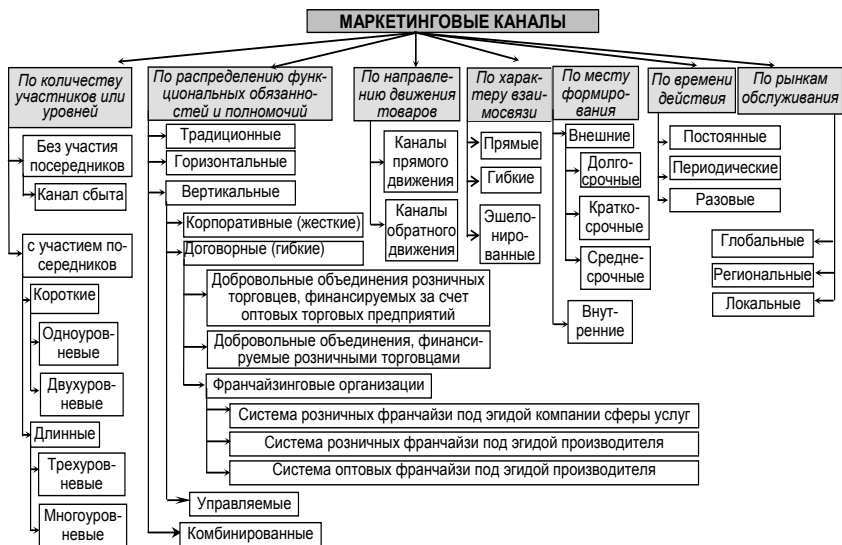 МАРКЕТИНГОВЫЕ КАНАЛЫ
По количеству
участников или
уровней
Без участия
посередников
Канал сбыта
с участием по-
середников
Короткие
Одноуров-
невые
Двухуров-
невые
Длинные
Трехуров-
невые
Многоуров-
невые
По распределению функ-
циональных обязанно-
стей и полномочий
Традиционные
Горизонтальные
Вертикальные
Корпоративные (жесткие)
Договорные (гибкие)
Добровольные объединения розничных
торговцев, финансируемых за счет
оптовых торговых предприятий
Добровольные объединения, финанси-
руемые розничными торговцами
Франчайзинговые организации
Система розничных франчайзи под эгидой компании сферы услуг
Система розничных франчайзи под эгидой производителя
Система оптовых франчайзи под эгидой производителя
Управляемые
Комбинированные
По направле-
нию движения
товаров
Каналы
прямого
движения
Каналы
обратного
движения
По харак-
теру взаи-
мосвязи
Прямые
Гибкие
Эшело-
ниро-
ванные
По месту
формиро-
вания
Внешние
Долго-
срочные
Кратко-
срочные
Средне-
срочные
Внут-
ренние
По времени
действия
Постоянные
Периодические
Разовые
По рынкам
обслуживания
Глобальные
Региональные
Локальные